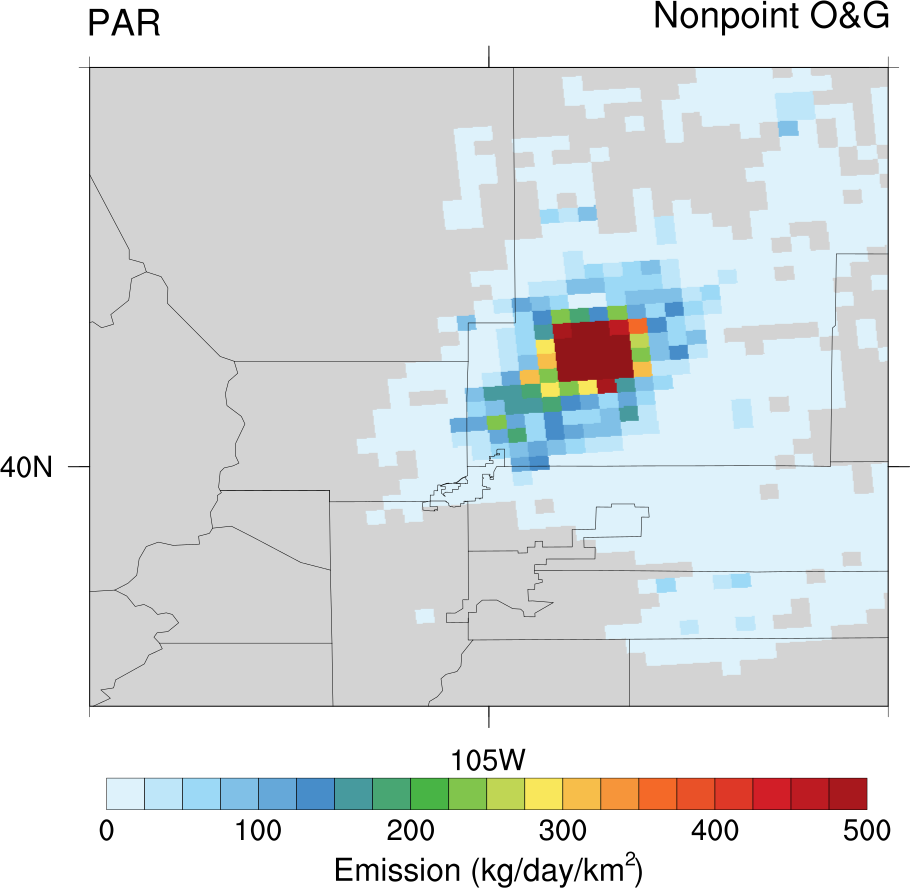 PAR
Nonpoint O&G
40N
105W
0 100 200 300 400 500
Emission (kg/day/km²)